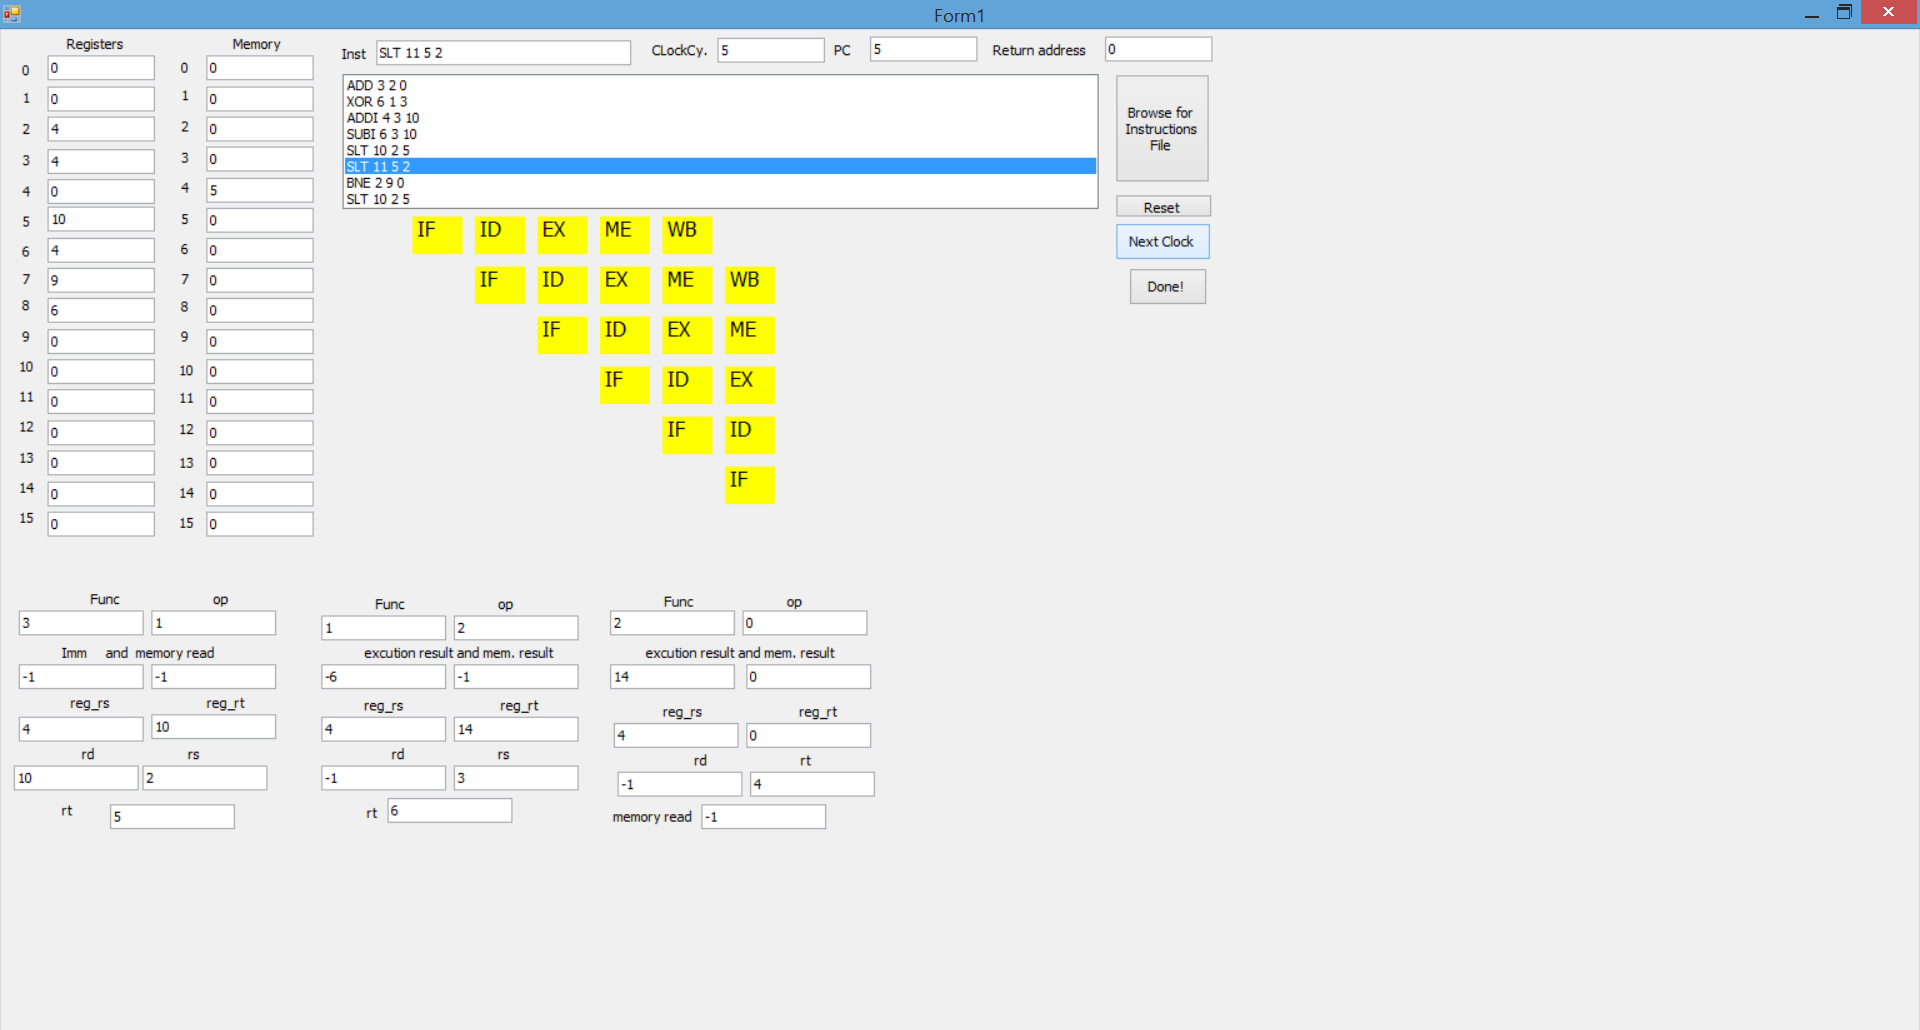 Form1
Registers Memory
0 0 0 0
1 0 1 0
2 4 2 0
3 4 3 0
4 0 4 5
5 10 5 0
6 4 6 0
7 9 7 0
8 6 8 0
9 0 9 0
10 0 10 0
11 0 11 0
12 0 12 0
13 0 13 0
14 0 14 0
15 0 15 0
Inst SLT 11 5 2 CLockCy. 5 PC 5 Return address 0
ADD 3 2 0
XOR 6 1 3
ADDI 4 3 10
SUBI 6 3 10
SLT 10 2 5
SLT 11 5 2
BNE 2 9 0
SLT 10 2 5
Browse for
Instructions
File
Reset
Next Clock
Done!
IF ID EX ME WB
IF ID EX ME WB
IF ID EX ME
IF ID EX
IF ID
IF
Func op
3 1
Imm and memory read
-1 -1
reg_rs reg_rt
4 10
rd rs
10 2
rt 5
Func op
1 2
excution result and mem. result
-6 -1
reg_rs reg_rt
4 14
rd rs
-1 3
rt 6
Func op
2 0
excution result and mem. result
14 0
reg_rs reg_rt
4 0
rd rt
-1 4
memory read -1